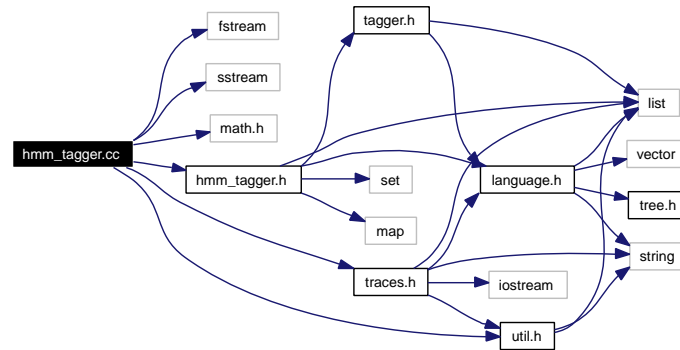 hmm_tagger.cc
fstream
sstream
math.h
hmm_tagger.h
tagger.h
set
map
traces.h
language.h
iostream
util.h
list
vector
tree.h
string